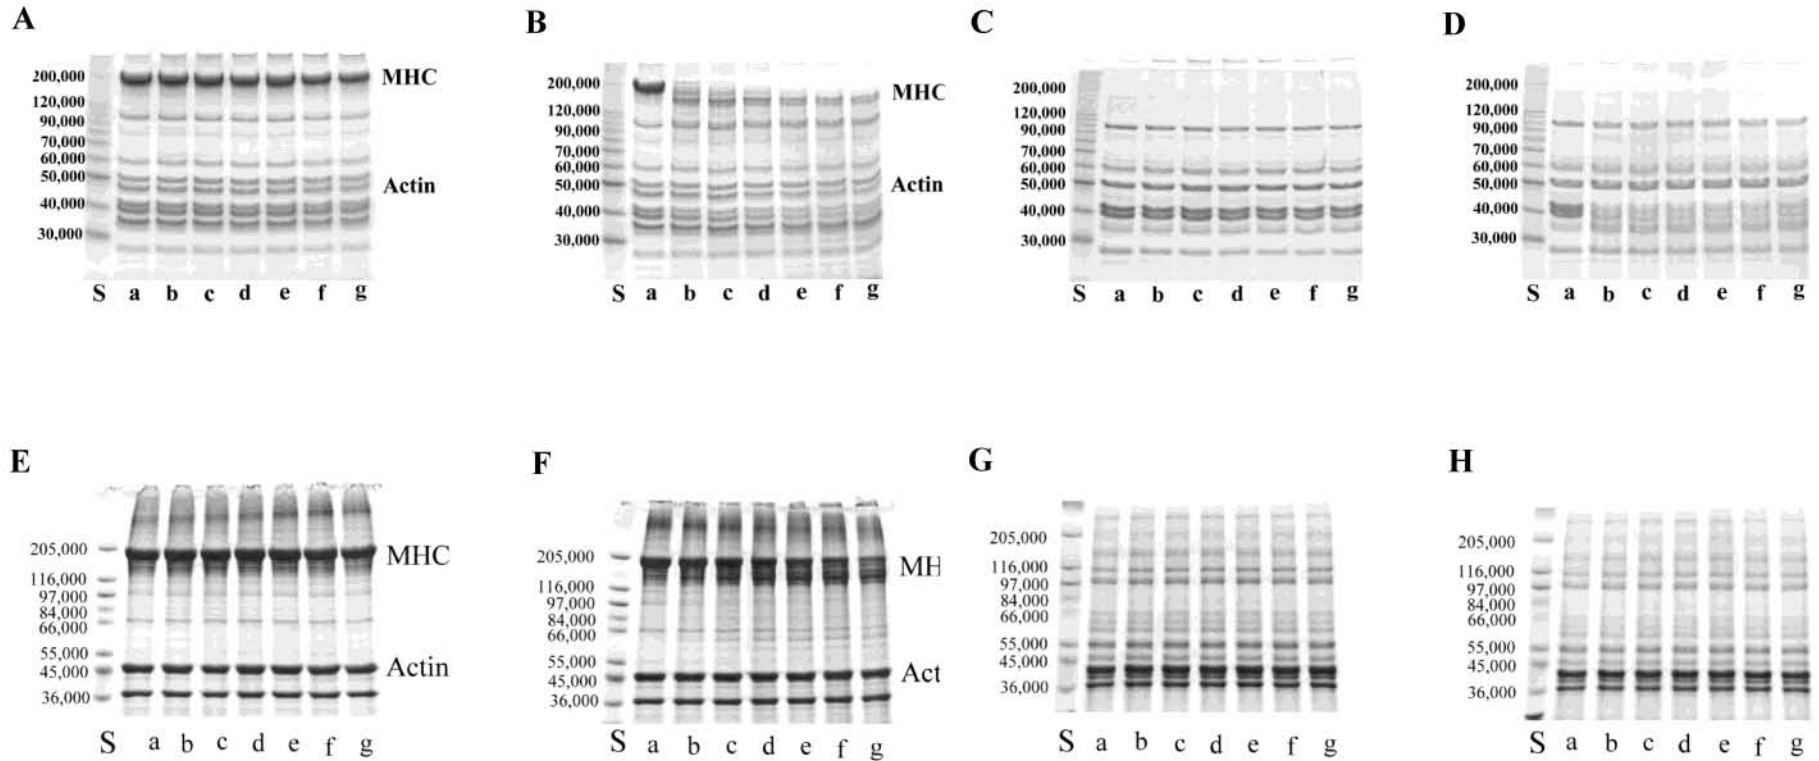 A
200,000
120,000
90,000
70,000
60,000
50,000
40,000
30,000
MHC
Actin
S a b c d e f g
B
200,000
120,000
90,000
70,000
60,000
50,000
40,000
30,000
MHC
Actin
S a b c d e f g
C
200,000
120,000
90,000
70,000
60,000
50,000
40,000
30,000
S a b c d e f g
D
200,000
120,000
90,000
70,000
60,000
50,000
40,000
30,000
S a b c d e f g
E
205,000
116,000
97,000
84,000
66,000
55,000
45,000
36,000
MHC
Actin
S a b c d e f g
F
205,000
116,000
97,000
84,000
66,000
55,000
45,000
36,000
MH
Act
S a b c d e f g
G
205,000
116,000
97,000
84,000
66,000
55,000
45,000
36,000
S a b c d e f g
H
205,000
116,000
97,000
84,000
66,000
55,000
45,000
36,000
S a b c d e f g